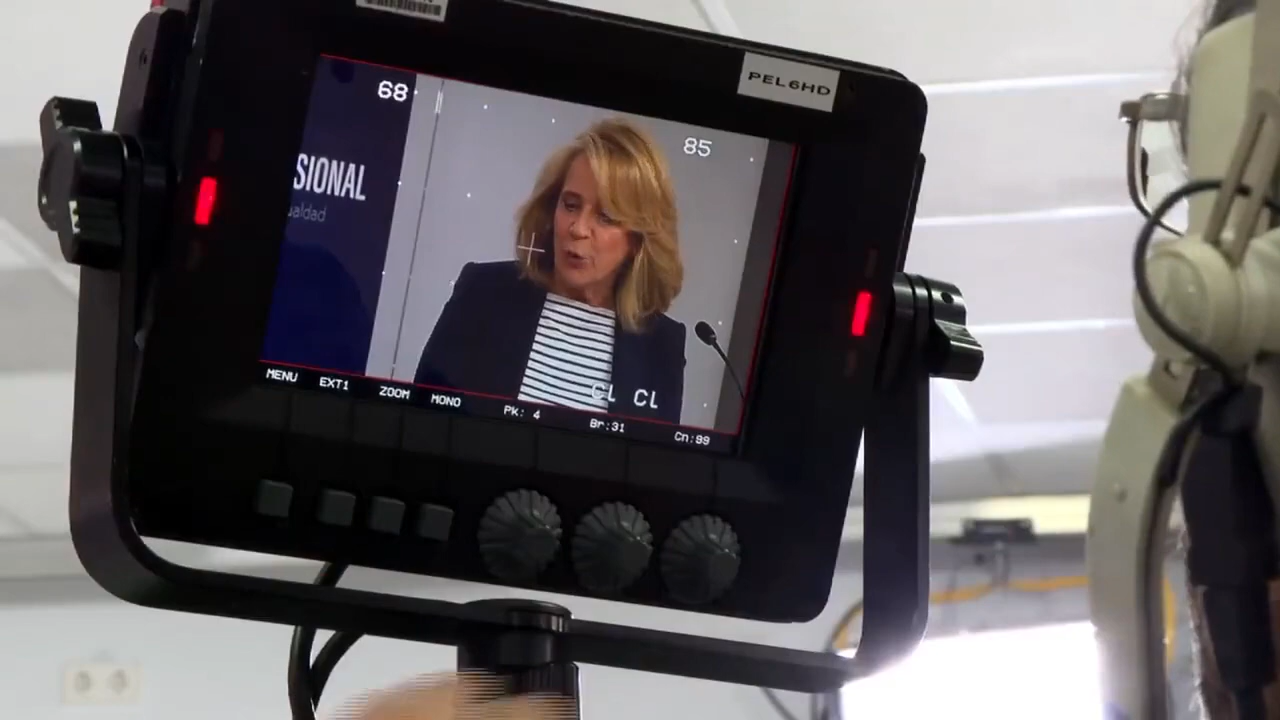 PEL6HD
68
85
SIONAL
ualdad
CL CL
MENU EXT1 ZOOM MONO PK: 4 Br:31 Cn:99